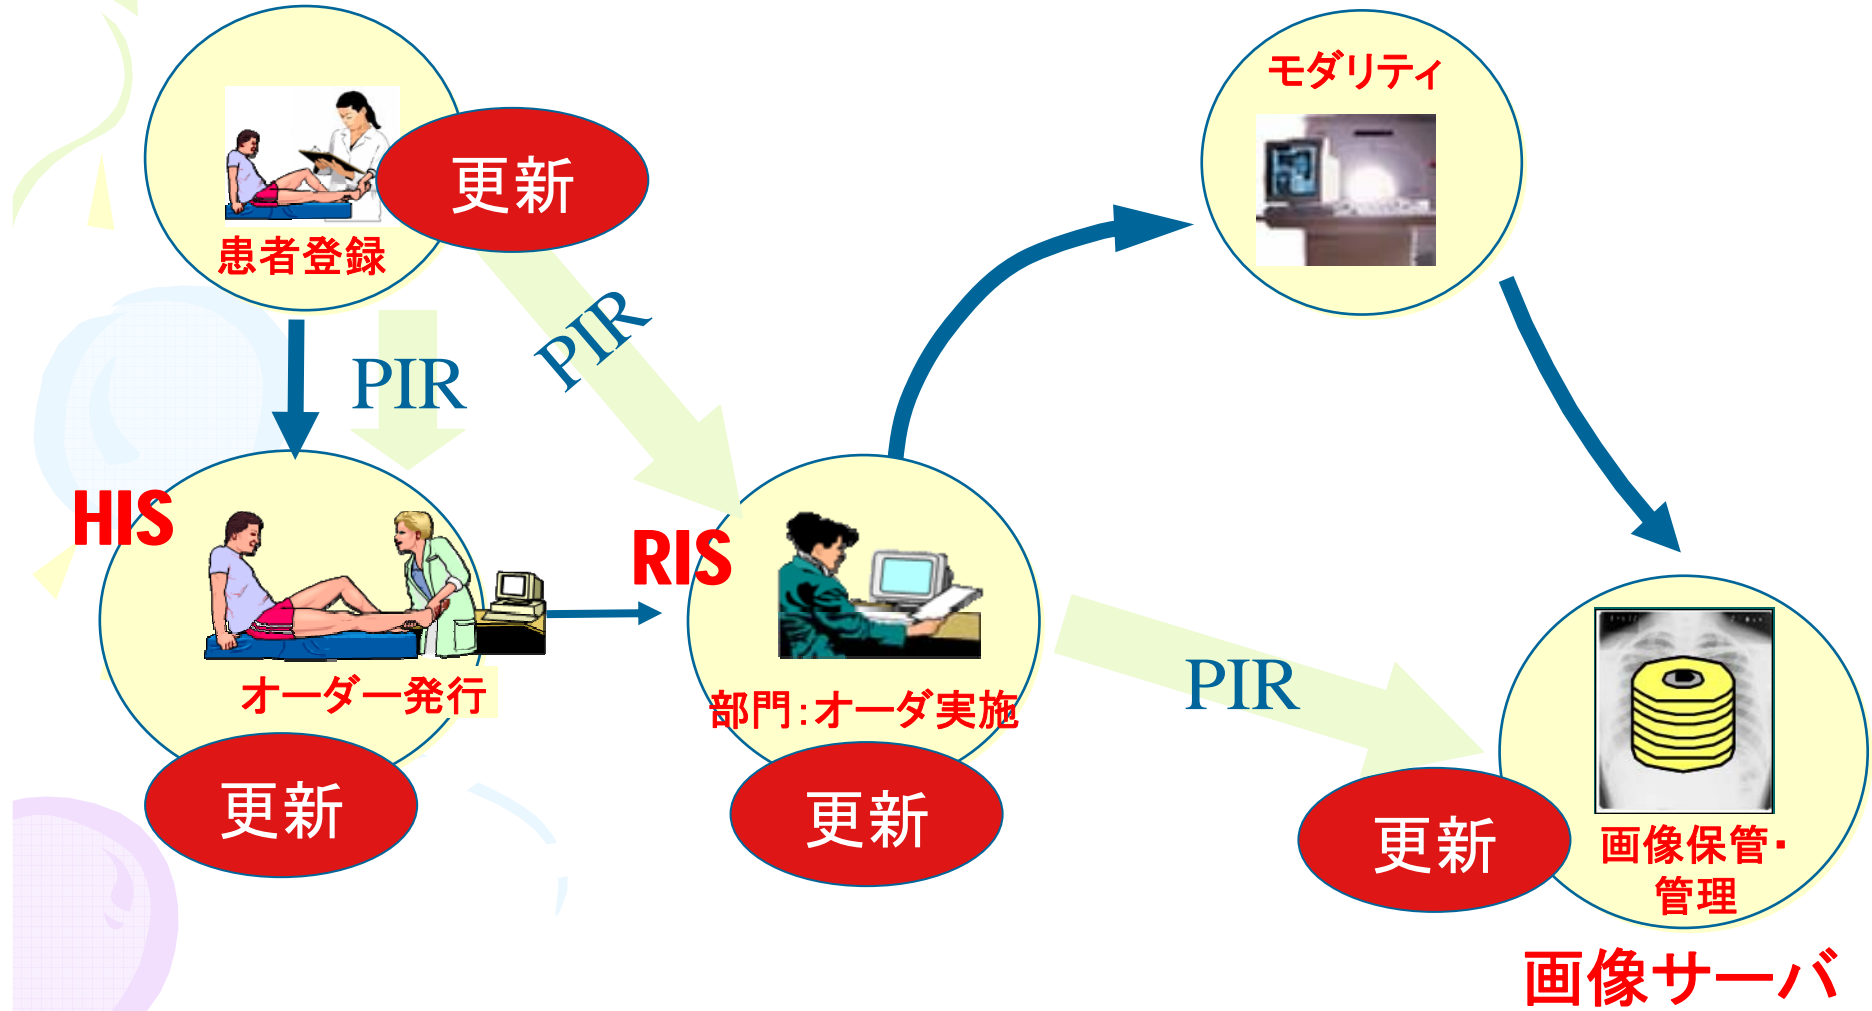 モダリティ
更新
患者登録
PIR
PIR
HIS
RIS
オーダー発行
部門:オーダ実施
PIR
更新
更新
更新
画像保管・
管理
画像サーバ